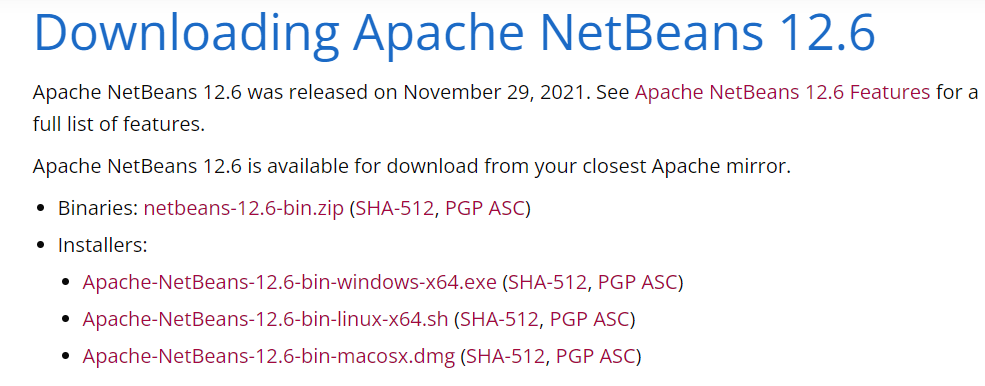 Downloading Apache NetBeans 12.6
Apache NetBeans 12.6 was released on November 29, 2021. See Apache NetBeans 12.6 Features for a
full list of features.
Apache NetBeans 12.6 is available for download from your closest Apache mirror.
• Binaries: netbeans-12.6-bin.zip (SHA-512, PGP ASC)
• Installers:
• Apache-NetBeans-12.6-bin-windows-x64.exe (SHA-512, PGP ASC)
• Apache-NetBeans-12.6-bin-linux-x64.sh (SHA-512, PGP ASC)
• Apache-NetBeans-12.6-bin-macosx.dmg (SHA-512, PGP ASC)